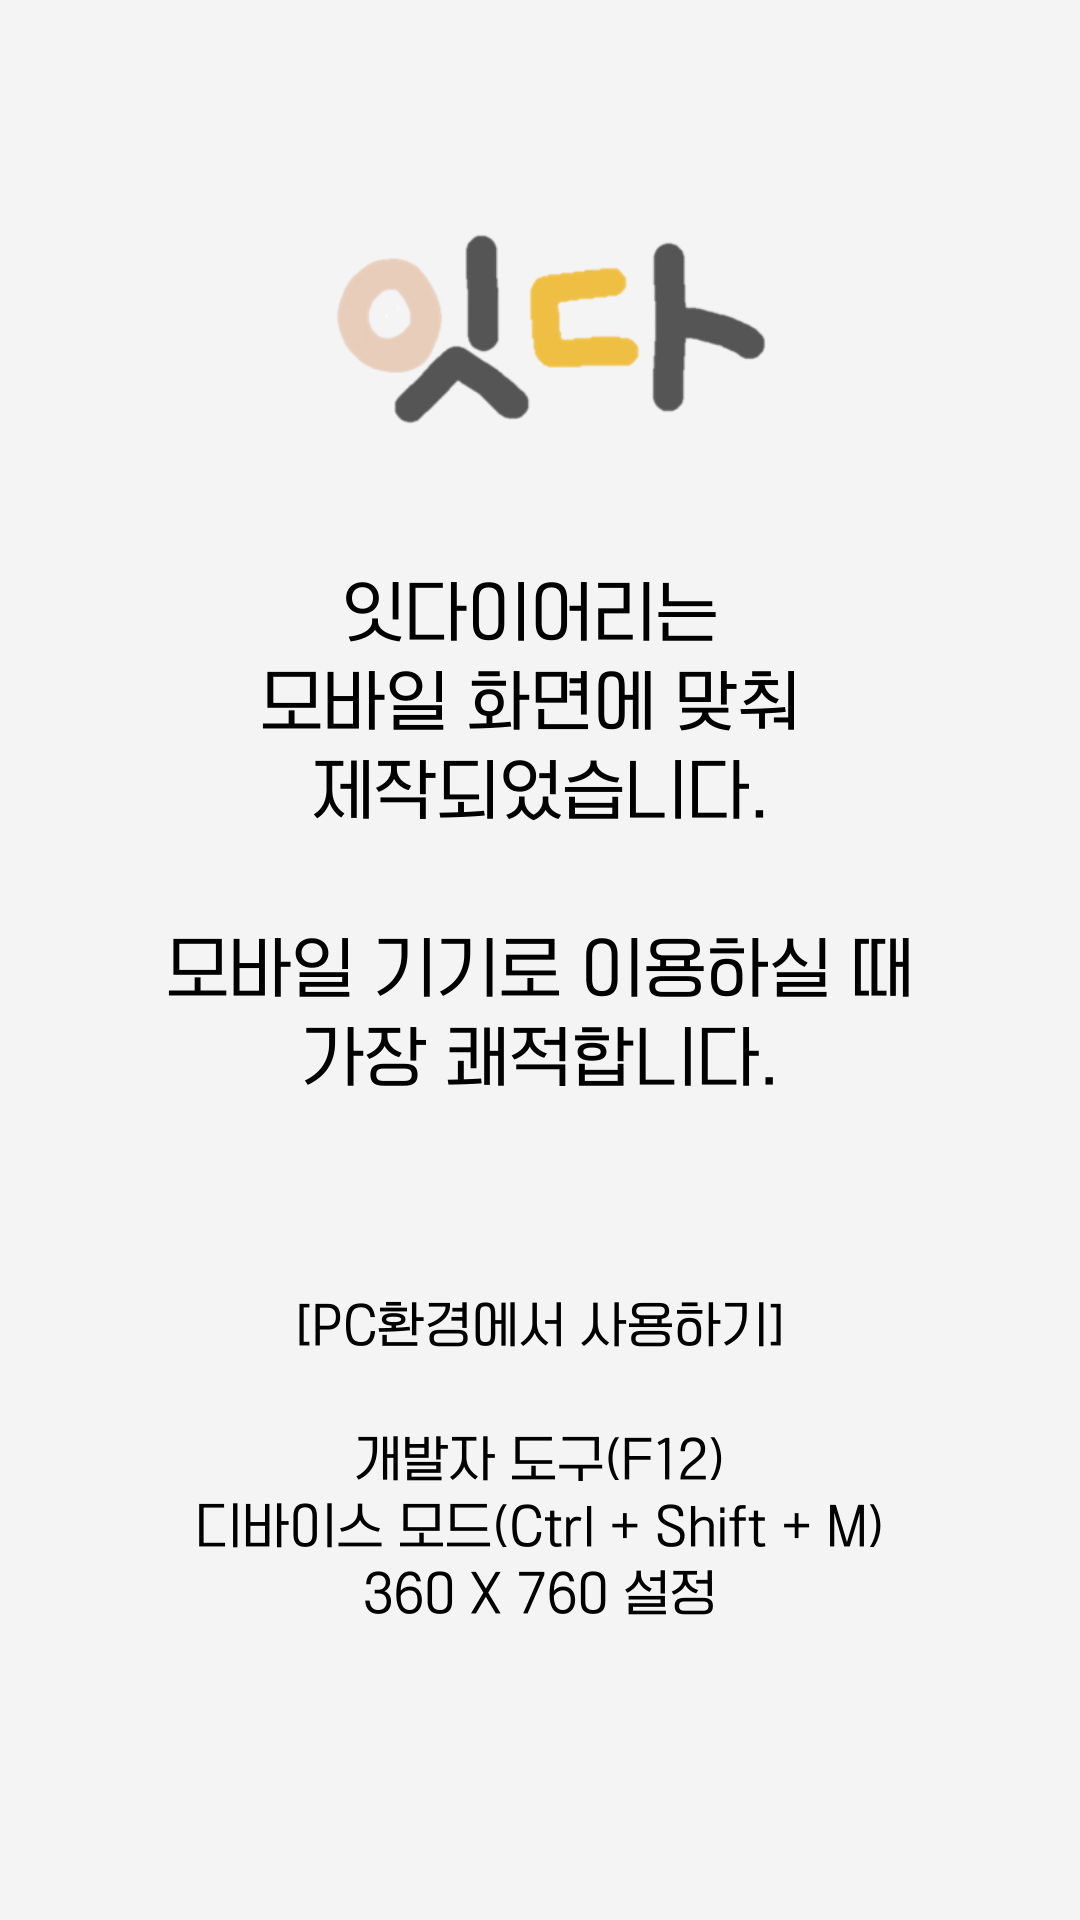 잇다
잇다이어리는
모바일 화면에 맞춰
제작되었습니다.
모바일 기기로 이용하실 때
가장 쾌적합니다.
[PC환경에서 사용하기]
개발자 도구(F12)
디바이스 모드(Ctrl + Shift + M)
360 X 760 설정